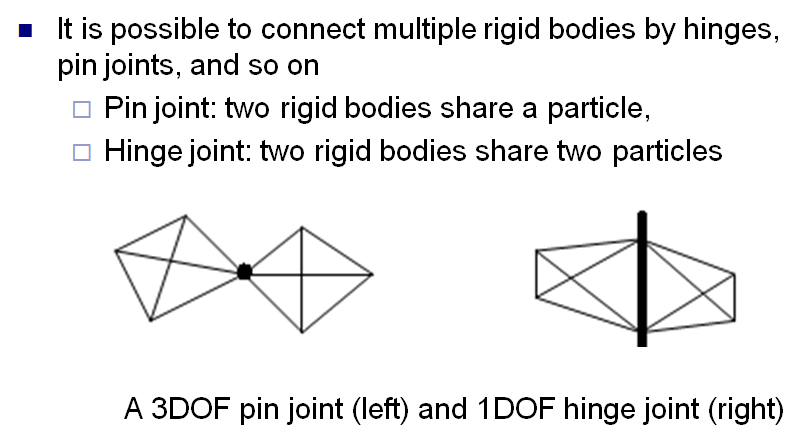 It is possible to connect multiple rigid bodies by hinges,
pin joints, and so on
Pin joint: two rigid bodies share a particle,
Hinge joint: two rigid bodies share two particles
A 3DOF pin joint (left) and 1DOF hinge joint (right)